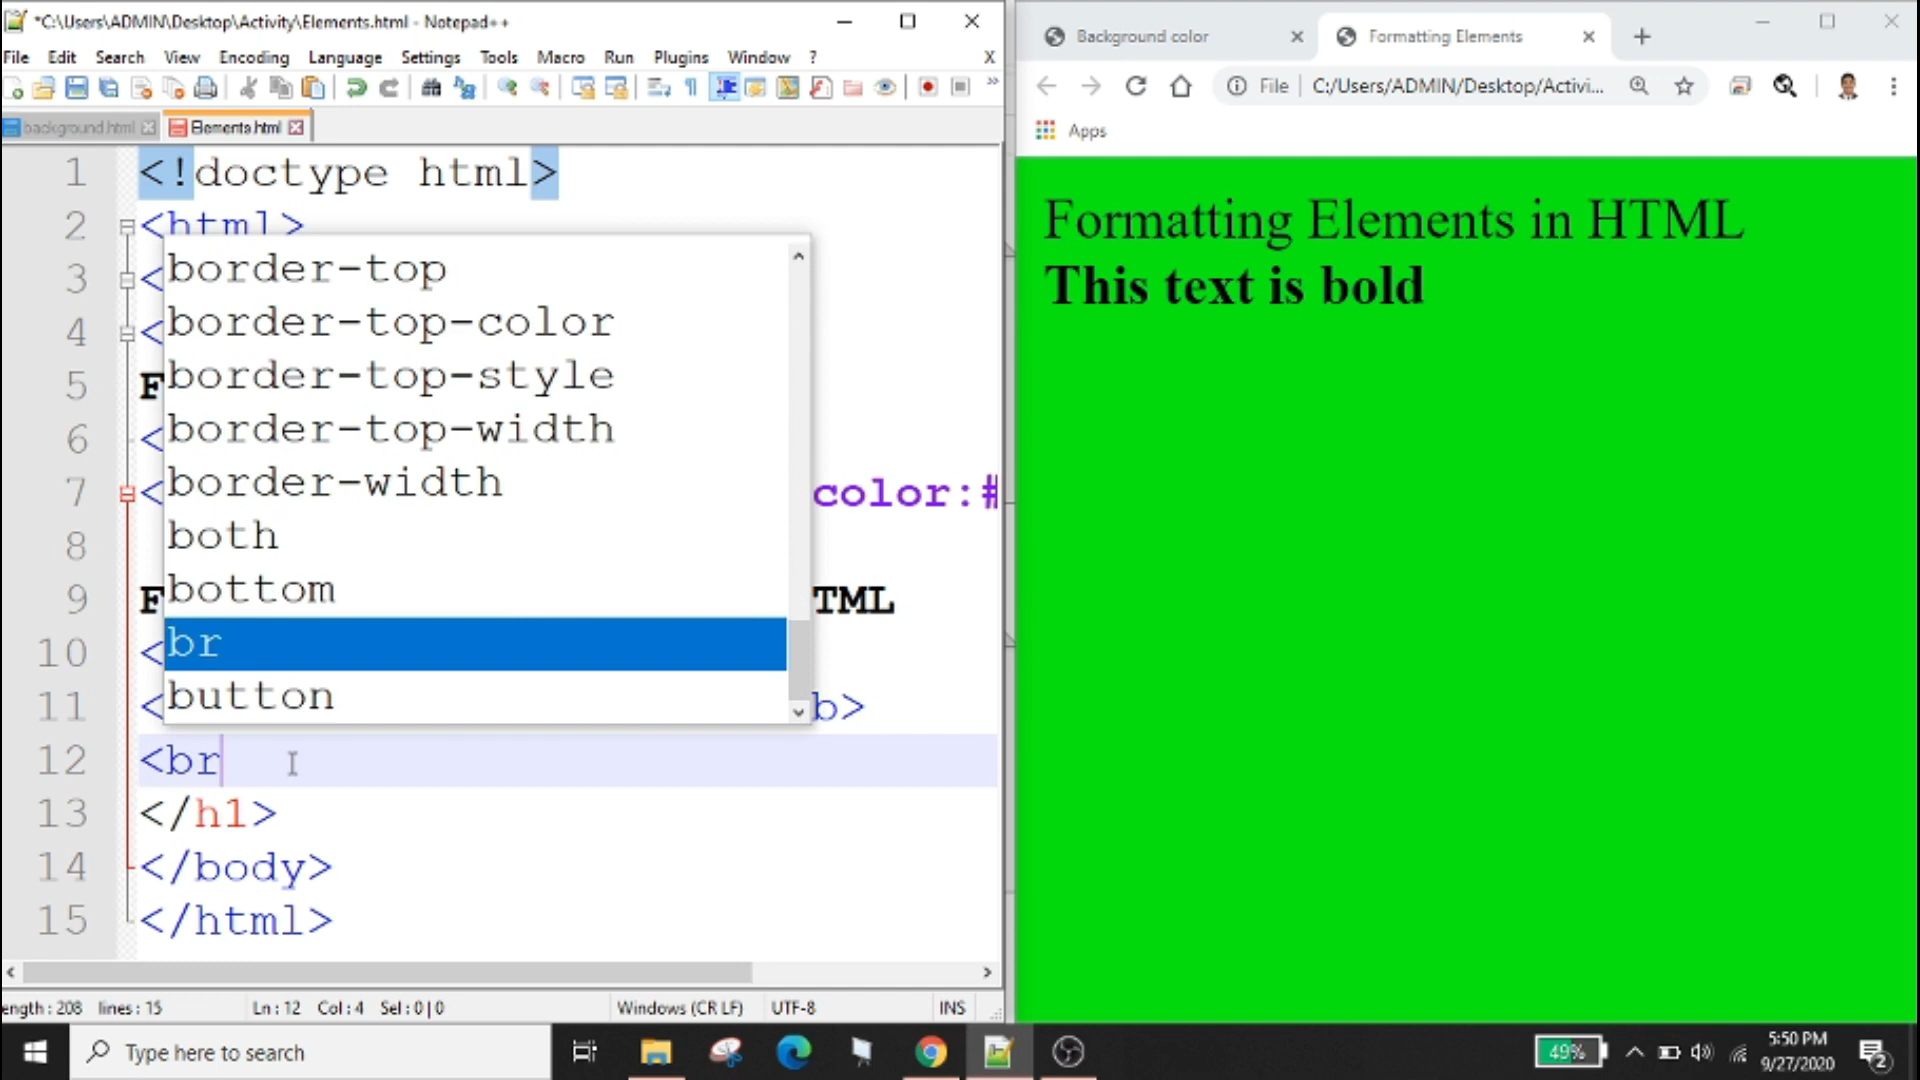 *C:\Users\ADMIN\Desktop\Activity\Elements.html - Notepad++
File Edit Search View Encoding Language Settings Tools Macro Run Plugins Window ? X
background.html Elements.html
1 <!doctype html>
2 <html>
3 <
4 <
5 F
6 <
7 < color:#
8
9 F TML
10 <
11 < b>
12 <br
13 </h1>
14 </body>
15 </html>
border-top
border-top-color
border-top-style
border-top-width
border-width
both
bottom
br
button
ength : 208 lines : 15 Ln : 12 Col : 4 Sel : 0 | 0 Windows (CR LF) UTF-8 INS
Background color Formatting Elements
File C:/Users/ADMIN/Desktop/Activi...
Apps
Formatting Elements in HTML
This text is bold
Type here to search
49%
5:50 PM
9/27/2020
2